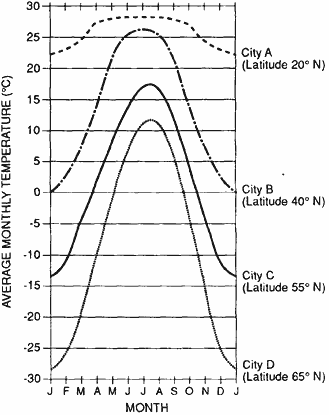 30
25
20
15
10
5
0
-5
-10
-15
-20
-25
-30
AVERAGE MONTHLY TEMPERATURE (°C)
City A
(Latitude 20° N)
City B
(Latitude 40° N)
City C
(Latitude 55° N)
City D
(Latitude 65° N)
J F M A M J J A S O N D J
MONTH